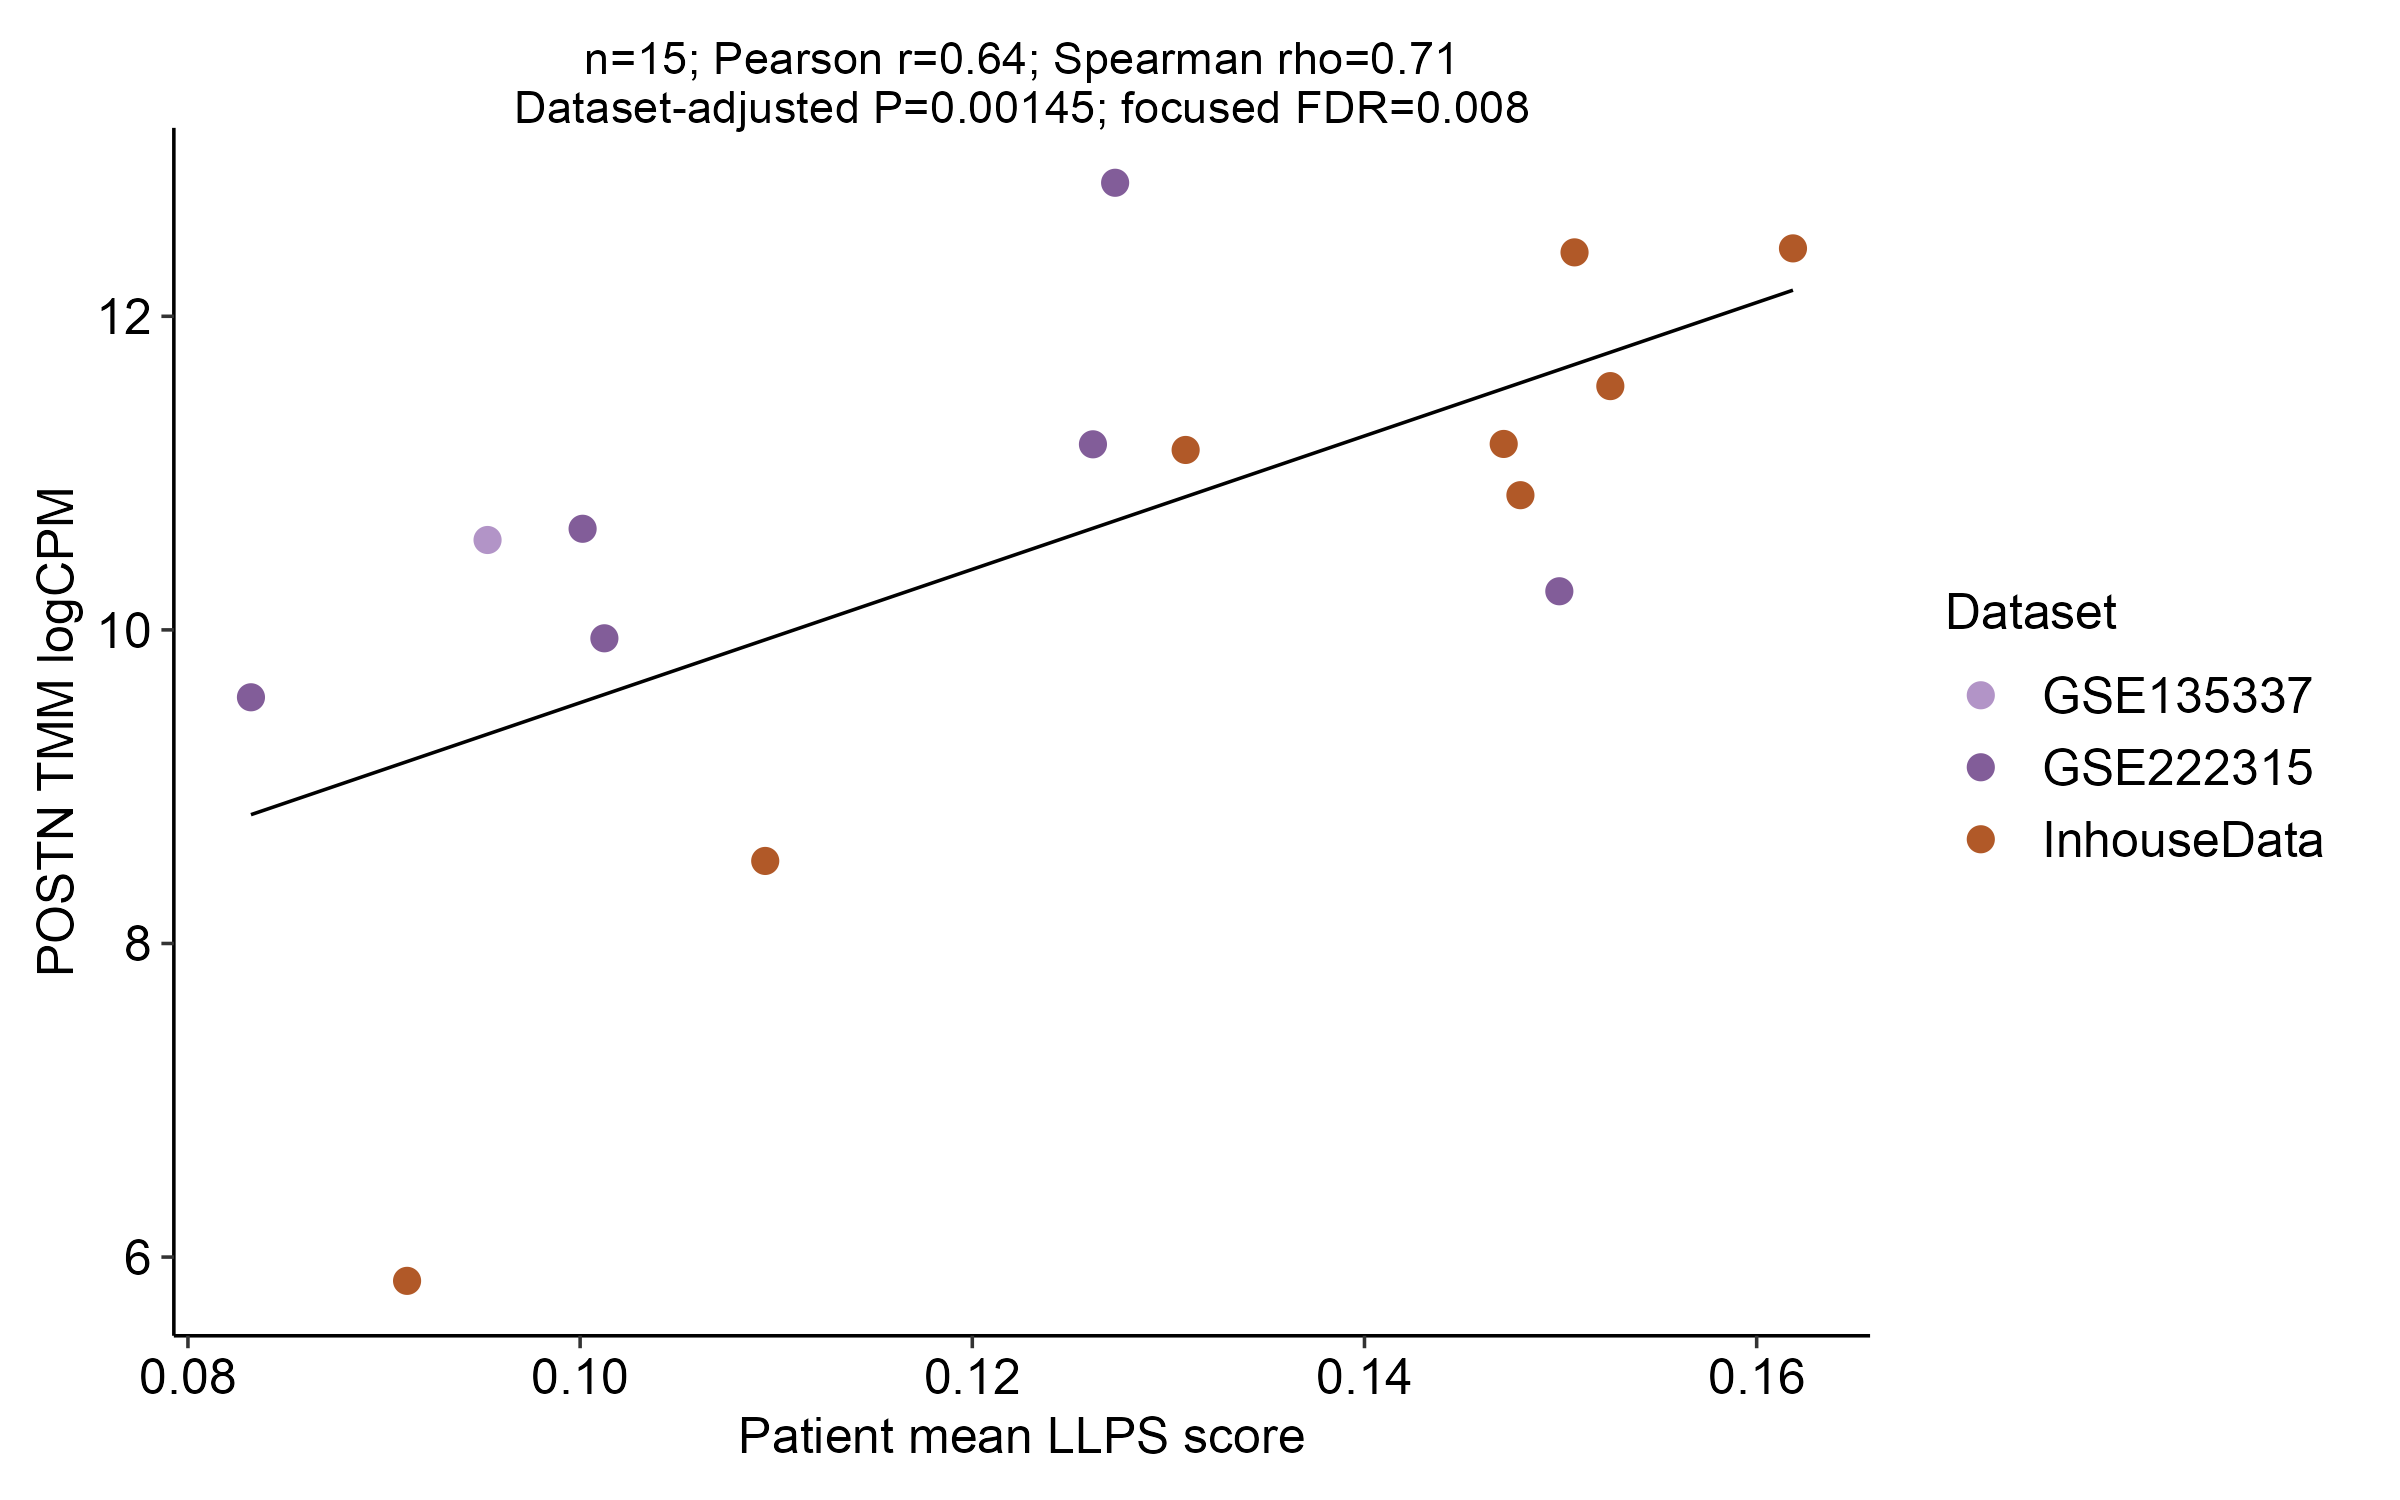 n=15; Pearson r=0.64; Spearman rho=0.71
Dataset-adjusted P=0.00145; focused FDR=0.008
POSTN TMM logCPM
12
10
8
6
0.08
0.10
0.12
0.14
0.16
Patient mean LLPS score
Dataset
GSE135337
GSE222315
InhouseData